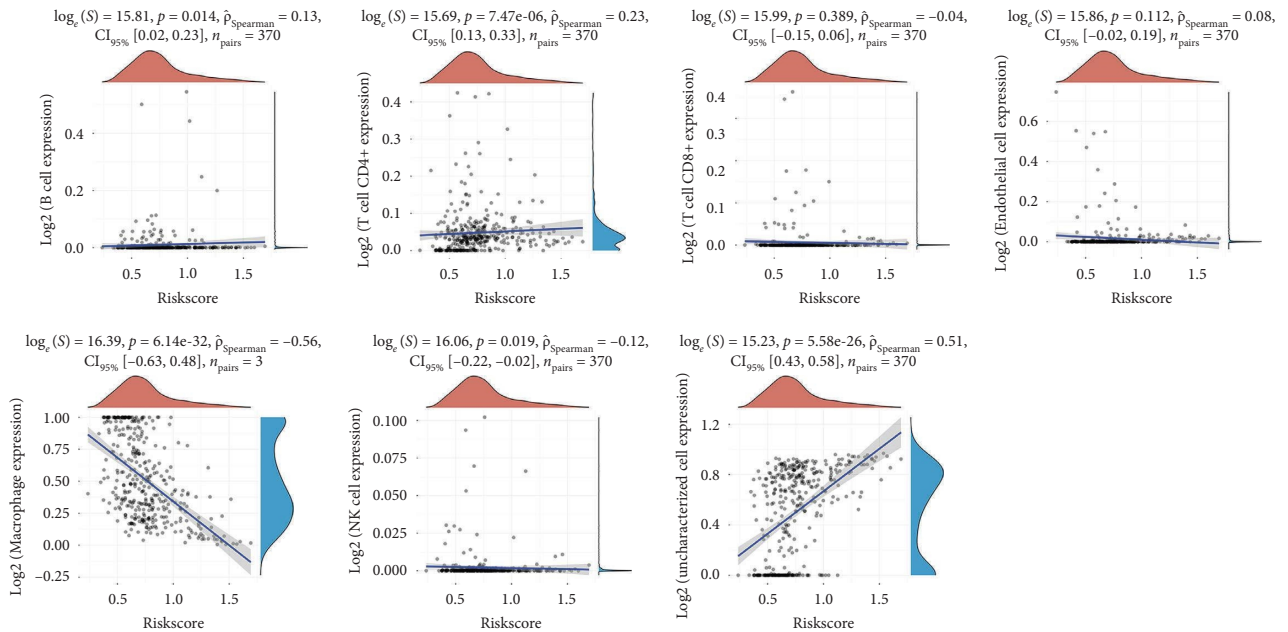 logₑ (S) = 15.81, p = 0.014, ρ̂Spearman = 0.13,
CI95% [0.02, 0.23], npairs = 370
Log2 (B cell expression)
0.4
0.2
0.0
0.5 1.0 1.5
Riskscore
logₑ (S) = 15.69, p = 7.47e-06, ρ̂Spearman = 0.23,
CI95% [0.13, 0.33], npairs = 370
Log2 (T cell CD4+ expression)
0.4
0.3
0.2
0.1
0.0
0.5 1.0 1.5
Riskscore
logₑ (S) = 15.99, p = 0.389, ρ̂Spearman = −0.04,
CI95% [−0.15, 0.06], npairs = 370
Log2 (T cell CD8+ expression)
0.4
0.3
0.2
0.1
0.0
0.5 1.0 1.5
Riskscore
logₑ (S) = 15.86, p = 0.112, ρ̂Spearman = 0.08,
CI95% [−0.02, 0.19], npairs = 370
Log2 (Endothelial cell expression)
0.6
0.4
0.2
0.0
0.5 1.0 1.5
Riskscore
logₑ (S) = 16.39, p = 6.14e-32, ρ̂Spearman = −0.56,
CI95% [−0.63, 0.48], npairs = 3
Log2 (Macrophage expression)
1.00
0.75
0.50
0.25
0.00
−0.25
0.5 1.0 1.5
Riskscore
logₑ (S) = 16.06, p = 0.019, ρ̂Spearman = −0.12,
CI95% [−0.22, −0.02], npairs = 370
Log2 (NK cell expression)
0.100
0.075
0.050
0.025
0.000
0.5 1.0 1.5
Riskscore
logₑ (S) = 15.23, p = 5.58e-26, ρ̂Spearman = 0.51,
CI95% [0.43, 0.58], npairs = 370
Log2 (uncharacterized cell expression)
1.2
0.8
0.4
0.0
0.5 1.0 1.5
Riskscore